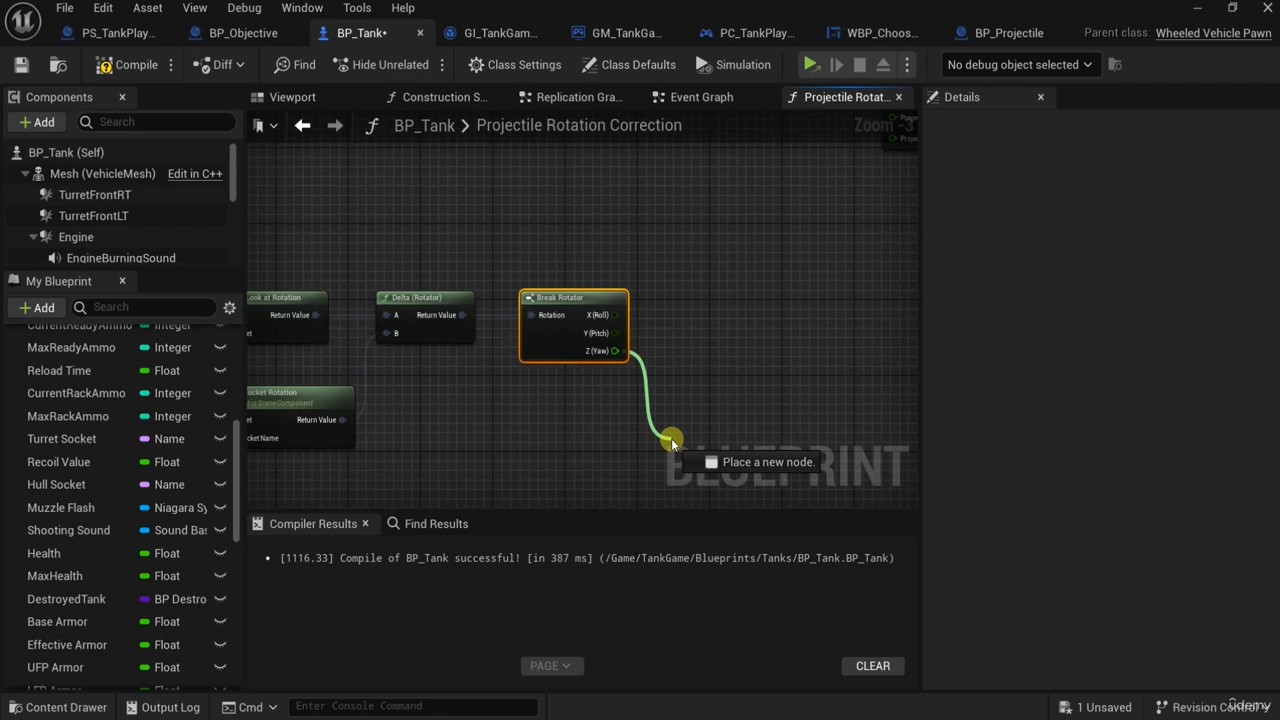 File Edit Asset View Debug Window Tools Help
PS_TankPlay... BP_Objective BP_Tank* GI_TankGam... GM_TankGa... PC_TankPlay... WBP_Choos... BP_Projectile Parent class: Wheeled Vehicle Pawn
Compile Diff Find Hide Unrelated Class Settings Class Defaults Simulation No debug object selected
Components Viewport Construction S... Replication Gra... Event Graph Projectile Rotat... Details
Add Search BP_Tank Projectile Rotation Correction Zoom -3
BP_Tank (Self)
Mesh (VehicleMesh) Edit in C++
TurretFrontRT
TurretFrontLT
Engine
EngineBurningSound
My Blueprint
Add Search
CurrentReadyAmmo Integer
MaxReadyAmmo Integer
Reload Time Float
CurrentRackAmmo Integer
MaxRackAmmo Integer
Turret Socket Name
Recoil Value Float
Hull Socket Name
Muzzle Flash Niagara Sy
Shooting Sound Sound Bas
Health Float
MaxHealth Float
DestroyedTank BP Destro
Base Armor Float
Effective Armor Float
UFP Armor Float
Look at Rotation
Return Value
Delta (Rotator)
A Return Value
B
Break Rotator
Rotation X (Roll)
Y (Pitch)
Z (Yaw)
ocket Rotation
Scene Component
Return Value
cket Name
Place a new node.
BLUEPRINT
Compiler Results Find Results
[1116.33] Compile of BP_Tank successful! [in 387 ms] (/Game/TankGame/Blueprints/Tanks/BP_Tank.BP_Tank)
PAGE CLEAR
Content Drawer Output Log Cmd Enter Console Command 1 Unsaved Revision Control
Udemy